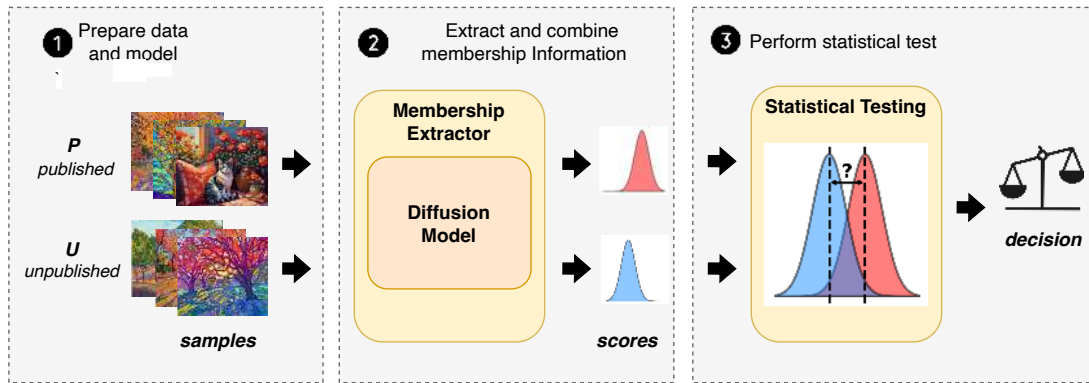 1 Prepare data
and model
`
P
published
U
unpublished
samples
2 Extract and combine
membership Information
Membership
Extractor
Diffusion
Model
scores
3 Perform statistical test
Statistical Testing
?
decision